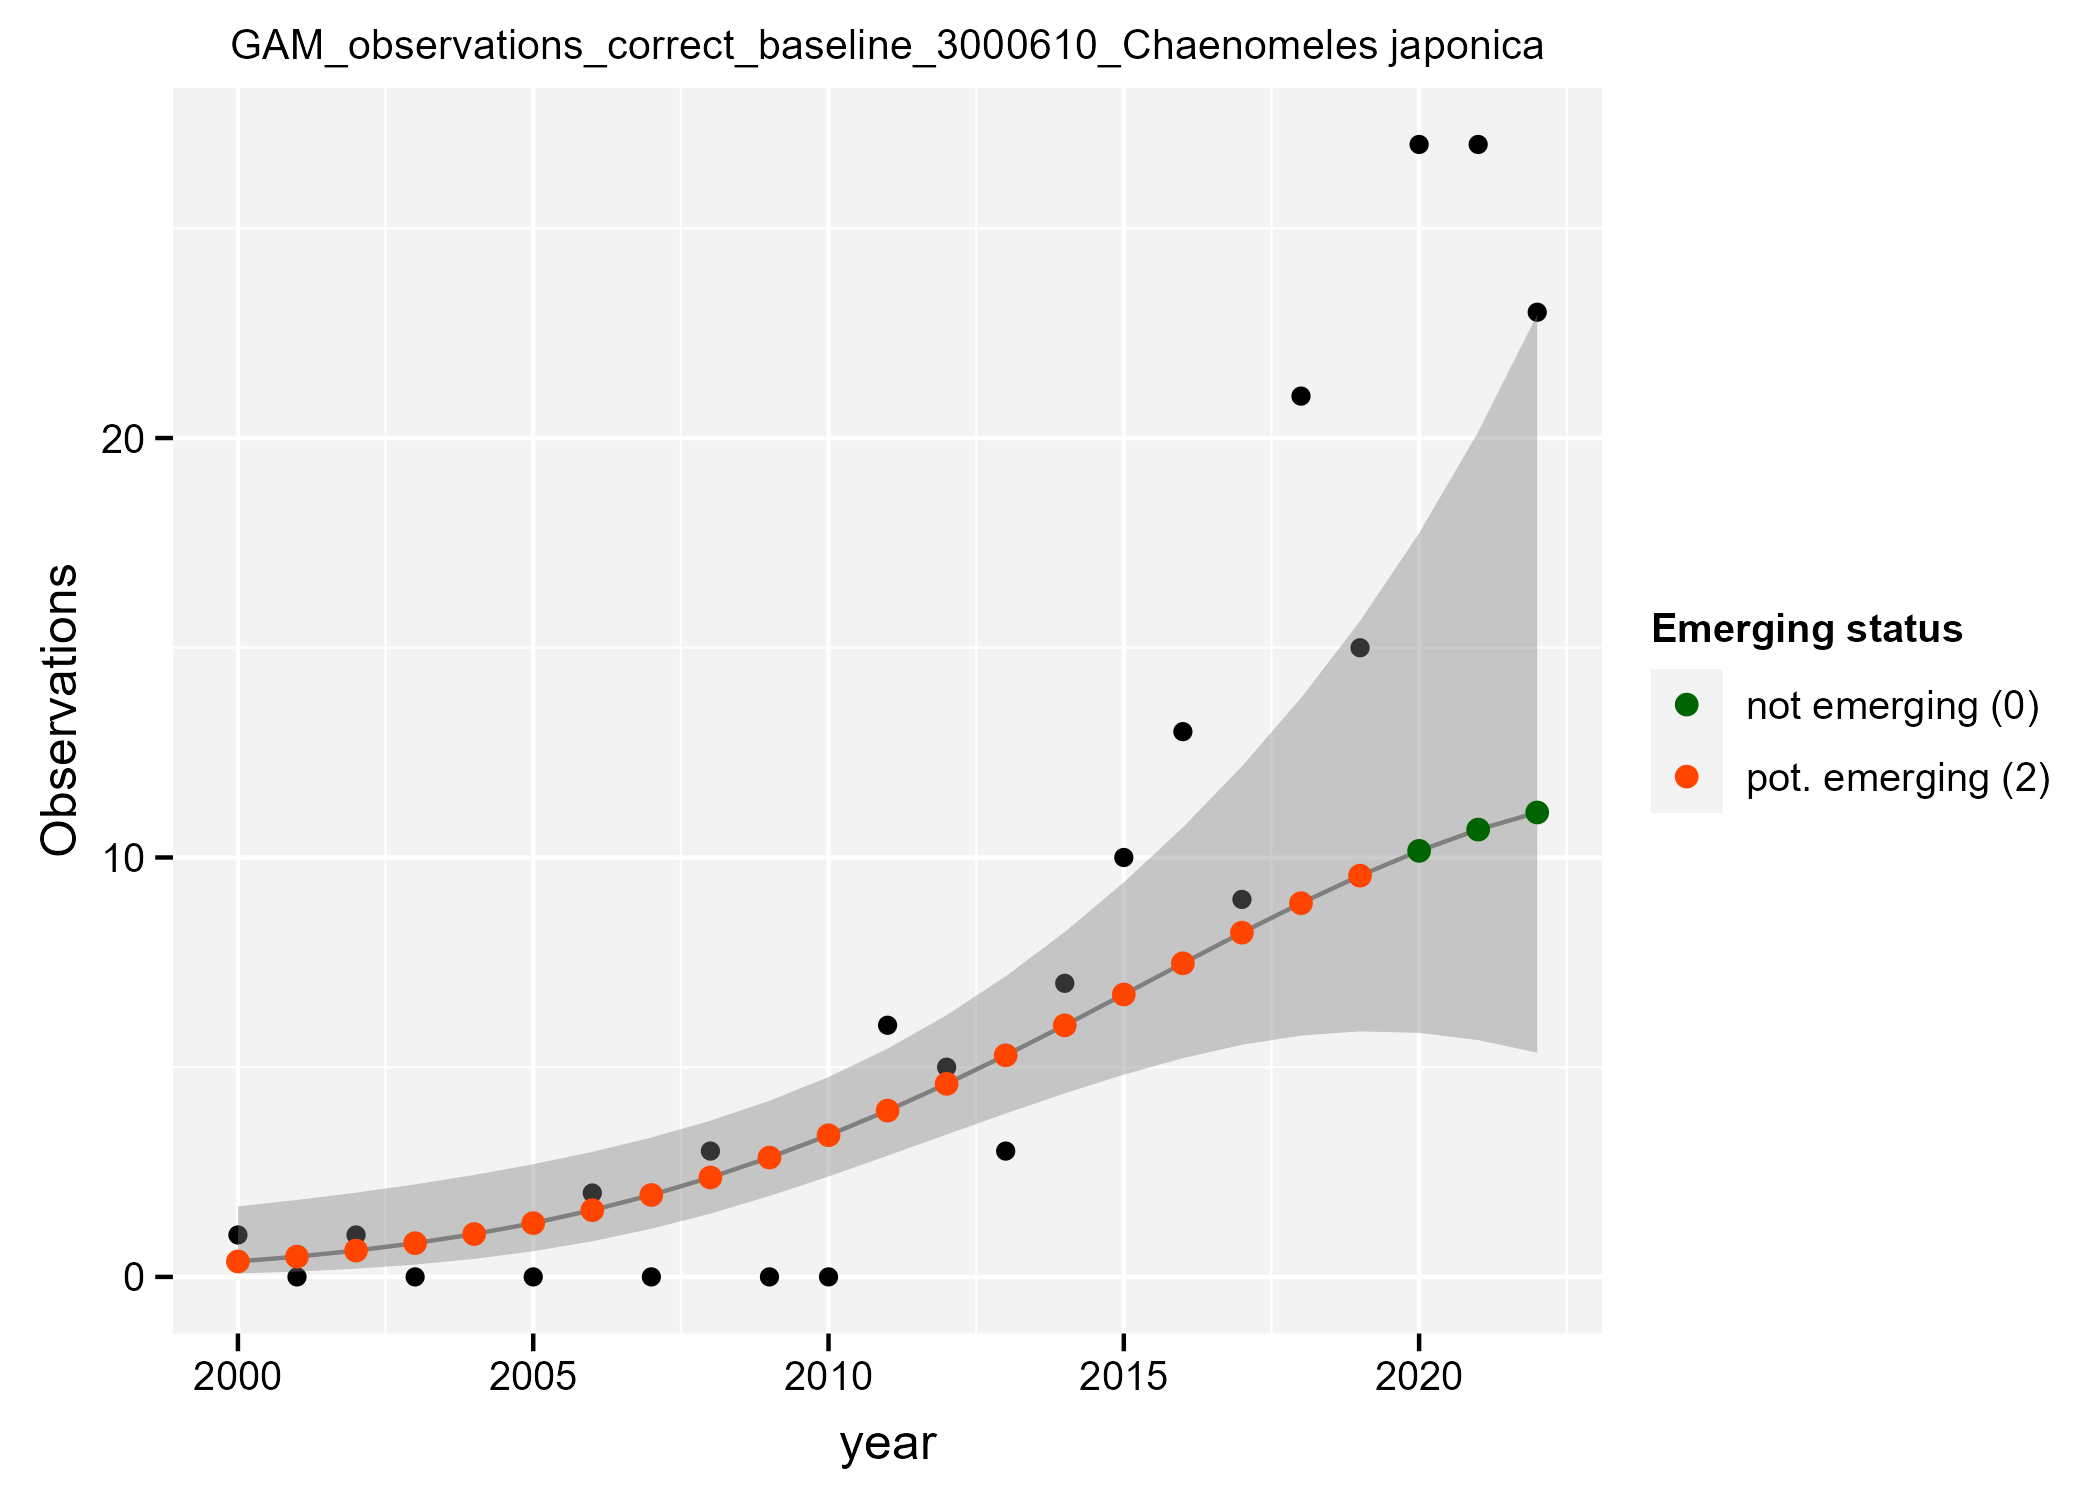 GAM_observations_correct_baseline_3000610_Chaenomeles japonica
Observations
20
10
0
2000
2005
2010
2015
2020
year
Emerging status
not emerging (0)
pot. emerging (2)